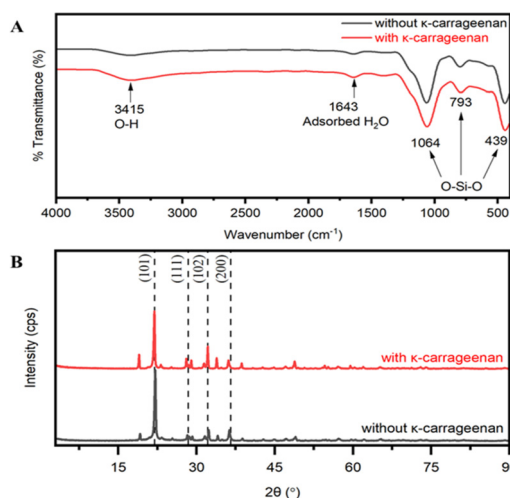 A
without κ-carrageenan
with κ-carrageenan
% Transmittance (%)
3415
O-H
1643
Adsorbed H₂O
1064
793
439
O-Si-O
4000 3500 3000 2500 2000 1500 1000 500
Wavenumber (cm⁻¹)
B
(101)
(111)
(102)
(200)
Intensity (cps)
with κ-carrageenan
without κ-carrageenan
15 30 45 60 75 90
2θ (°)